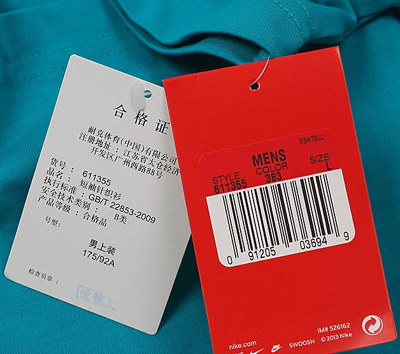 合格证
耐克体育(中国)有限公司
注册地址：江苏省太仓经济
开发区广州西路88号
货号：
611355
品名：短袖针织衫
执行标准：GB/T 22853-2009
安全技术类别：B类
产品等级：合格品
号型：
男上装
175/92A
检查员章：
BSKTBLL
MENS
STYLE
COLOR
SIZE
611355
383
L
0 91205 03694 9
IM# 526162
nike.com
SWOOSH
© 2013 Nike